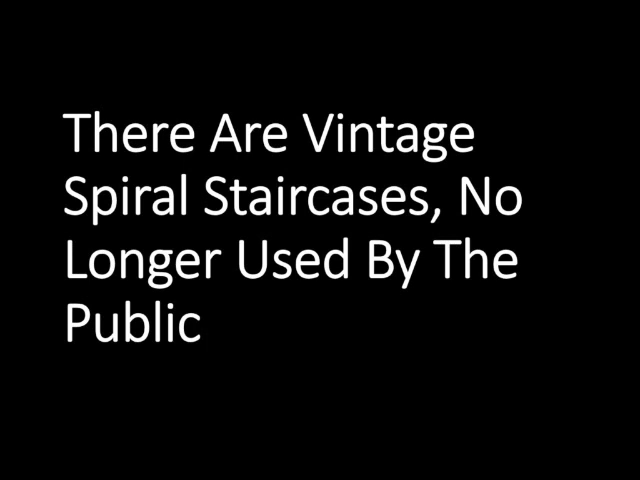 There Are Vintage
Spiral Staircases, No
Longer Used By The
Public